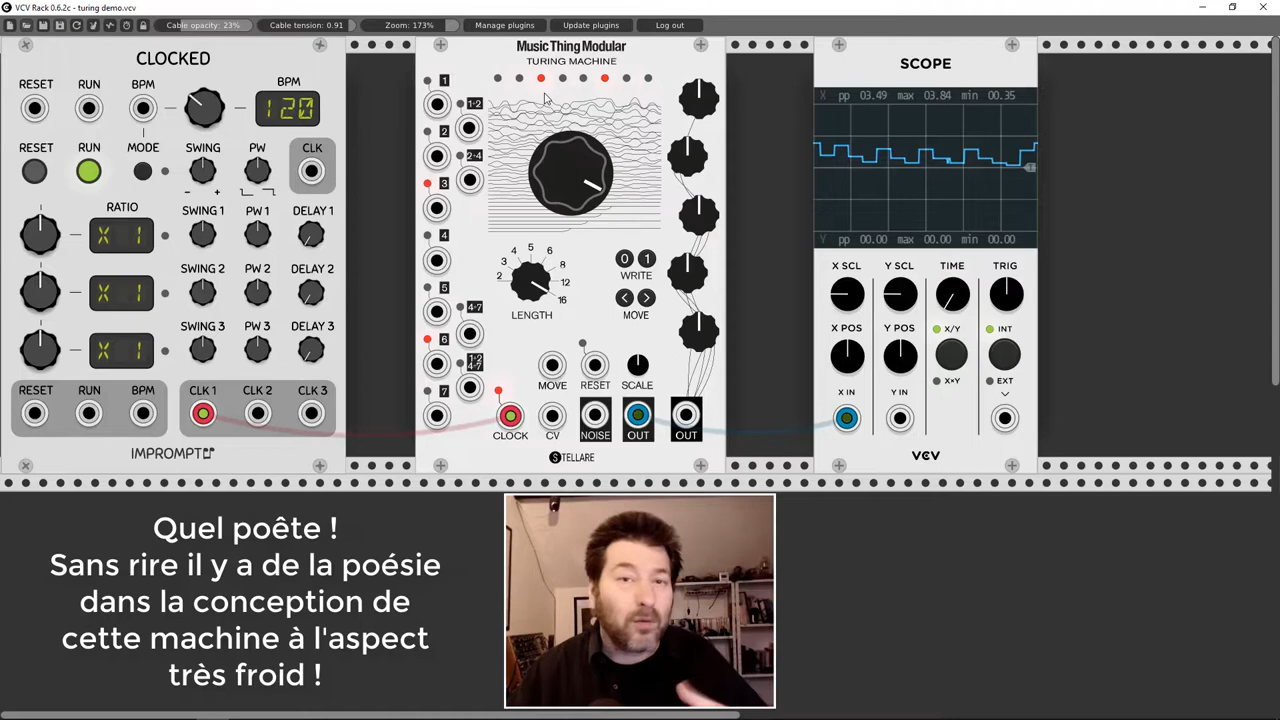 VCV Rack 0.6.2c - turing demo.vcv
Cable opacity: 23%
Cable tension: 0.91
Zoom: 173%
Manage plugins
Update plugins
Log out
CLOCKED
RESET RUN BPM
BPM
120
RESET RUN MODE SWING PW CLK
- +
RATIO
SWING 1 PW 1 DELAY 1
X 1
SWING 2 PW 2 DELAY 2
X 1
SWING 3 PW 3 DELAY 3
X 1
RESET RUN BPM CLK 1 CLK 2 CLK 3
IMPROMPTU
Music Thing Modular
TURING MACHINE
1
1·2
2
2·4
3
4
5
4·7
6
1·2
4·7
7
2 3 4 5 6 8 12 16
LENGTH
0 1
WRITE
< >
MOVE
MOVE RESET SCALE
CLOCK CV NOISE OUT OUT
STELLARE
SCOPE
X pp 03.49 max 03.84 min 00.35
T
Y pp 00.00 max 00.00 min 00.00
X SCL Y SCL TIME TRIG
X POS Y POS X/Y INT
X×Y EXT
X IN Y IN
VCV
Quel poête !
Sans rire il y a de la poésie
dans la conception de
cette machine à l'aspect
très froid !